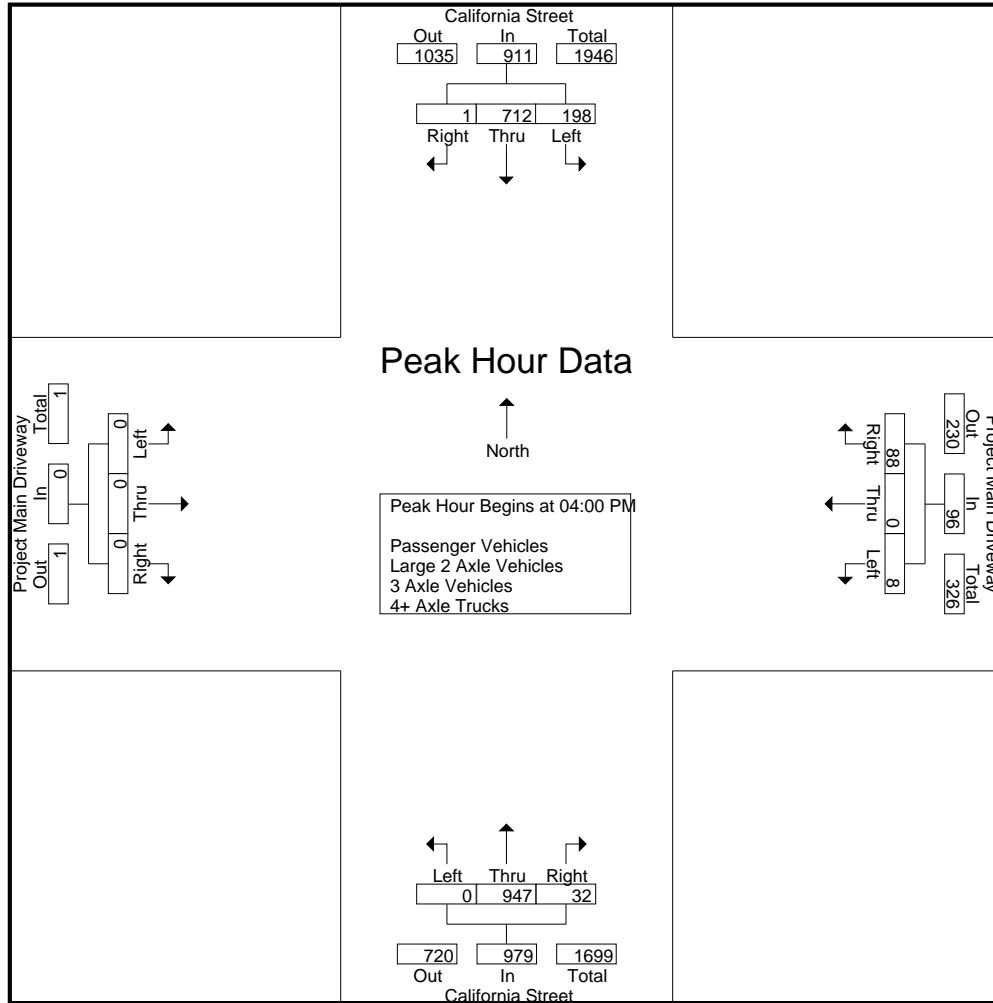 California Street
Out In Total
1035 911 1946
1 712 198
Right Thru Left
Peak Hour Data
North
Peak Hour Begins at 04:00 PM
Passenger Vehicles
Large 2 Axle Vehicles
3 Axle Vehicles
4+ Axle Trucks
Project Main Driveway
Out In Total
1 0 1
0 0 0
Right Thru Left
Project Main Driveway
Out In Total
230 96 326
88 0 8
Right Thru Left
Left Thru Right
0 947 32
720 979 1699
Out In Total
California Street